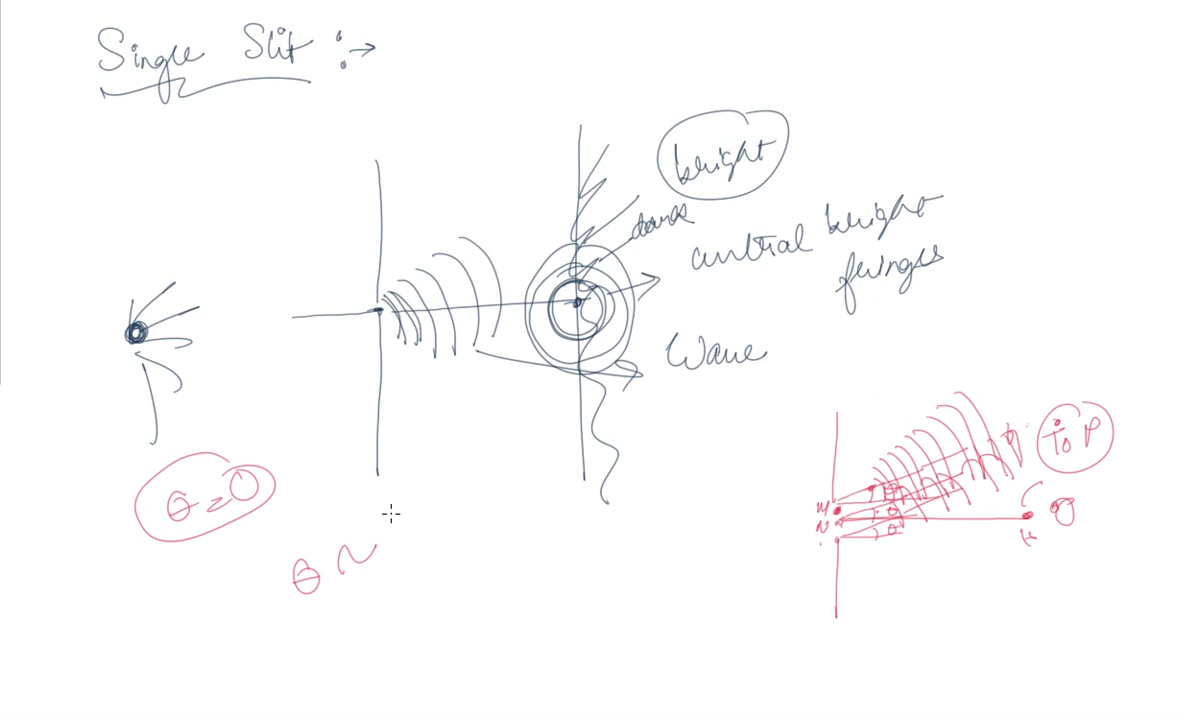 Single Slit :→
bright
dark
central bright
fringes
Wave
To P
θ = 0
M
N
θ
θ
θ
θ ~